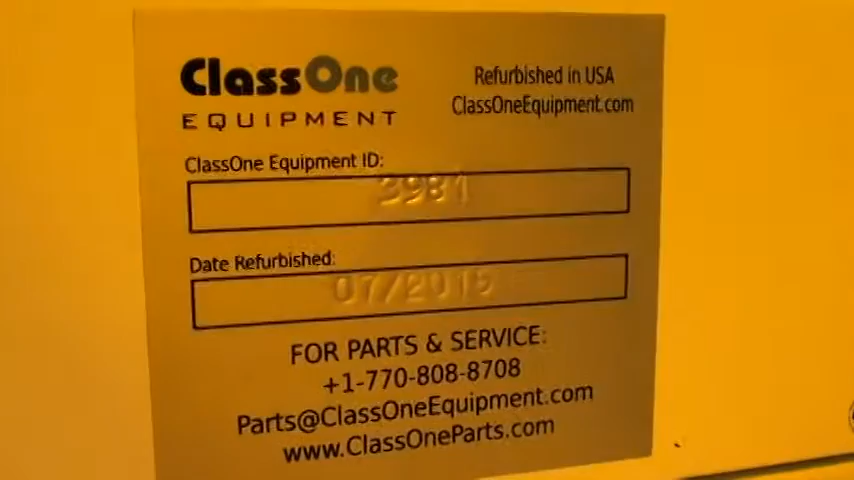 ClassOne
EQUIPMENT
Refurbished in USA
ClassOneEquipment.com
ClassOne Equipment ID:
3981
Date Refurbished:
07/2015
FOR PARTS & SERVICE:
+1-770-808-8708
Parts@ClassOneEquipment.com
www.ClassOneParts.com